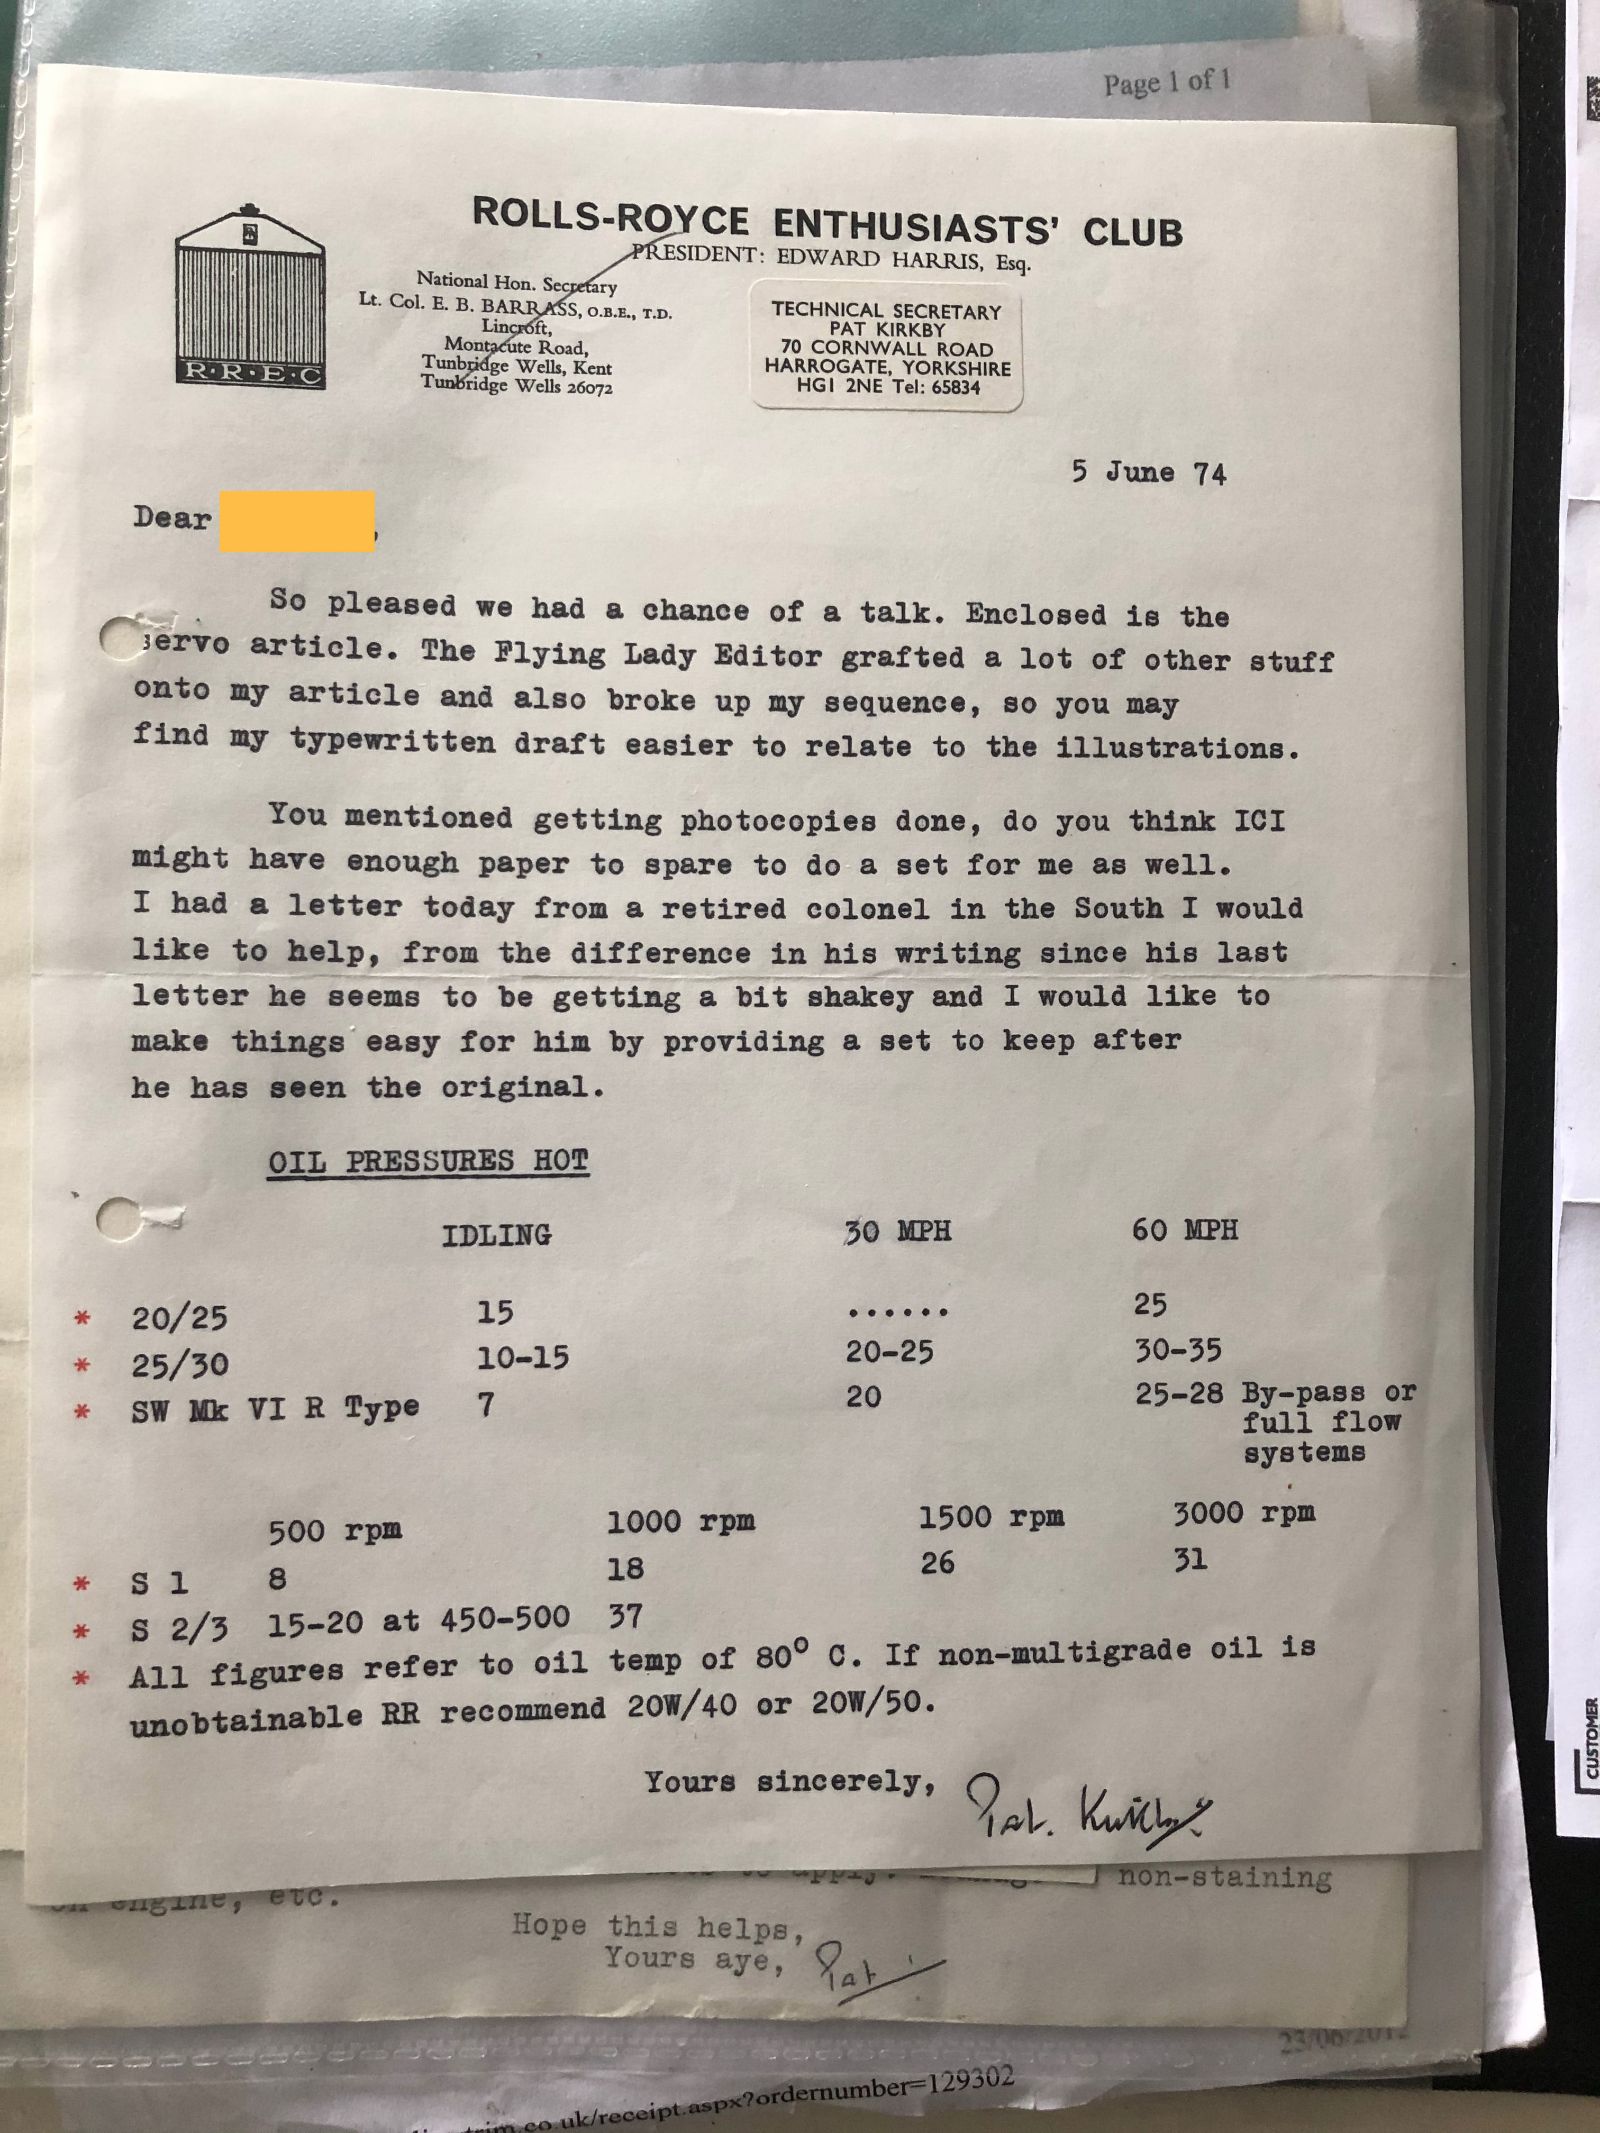 Page 1 of 1
ROLLS-ROYCE ENTHUSIASTS' CLUB
PRESIDENT: EDWARD HARRIS, Esq.
National Hon. Secretary
Lt. Col. E. B. BARRASS, O.B.E., T.D.
Lincroft,
Montacute Road,
Tunbridge Wells, Kent
Tunbridge Wells 26072
R·R·E·C
TECHNICAL SECRETARY
PAT KIRKBY
70 CORNWALL ROAD
HARROGATE, YORKSHIRE
HG1 2NE Tel: 65834
5 June 74
Dear ,
So pleased we had a chance of a talk. Enclosed is the
servo article. The Flying Lady Editor grafted a lot of other stuff
onto my article and also broke up my sequence, so you may
find my typewritten draft easier to relate to the illustrations.
You mentioned getting photocopies done, do you think ICI
might have enough paper to spare to do a set for me as well.
I had a letter today from a retired colonel in the South I would
like to help, from the difference in his writing since his last
letter he seems to be getting a bit shakey and I would like to
make things easy for him by providing a set to keep after
he has seen the original.
OIL PRESSURES HOT
IDLING 30 MPH 60 MPH
* 20/25 15 ...... 25
* 25/30 10-15 20-25 30-35
* SW Mk VI R Type 7 20 25-28 By-pass or
full flow
systems
500 rpm 1000 rpm 1500 rpm 3000 rpm
* S 1 8 18 26 31
* S 2/3 15-20 at 450-500 37
* All figures refer to oil temp of 80° C. If non-multigrade oil is
unobtainable RR recommend 20W/40 or 20W/50.
Yours sincerely, Pat. Kirkby.
to apply. non-staining
on engine, etc.
Hope this helps,
Yours aye, Pat
23/06/2012
.co.uk/receipt.aspx?ordernumber=129302
CUSTOMER